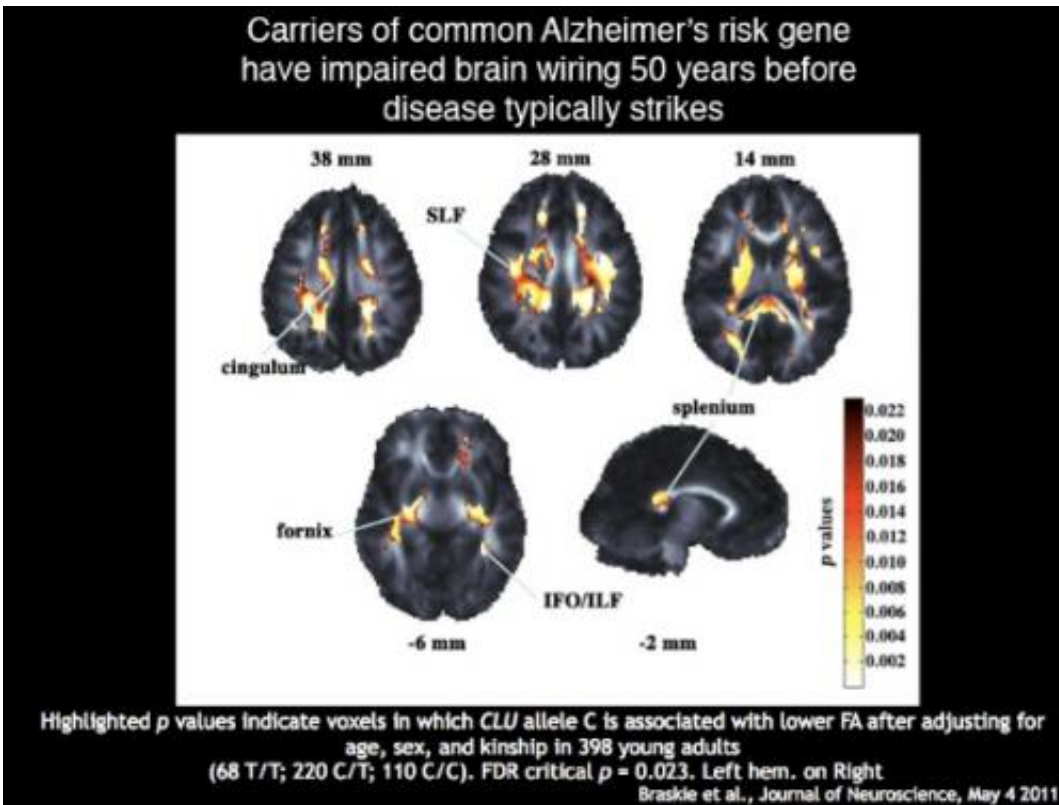 Carriers of common Alzheimer's risk gene
have impaired brain wiring 50 years before
disease typically strikes
38 mm
28 mm
14 mm
SLF
cingulum
splenium
fornix
IFO/ILF
-6 mm
-2 mm
0.022
0.020
0.018
0.016
0.014
0.012
0.010
0.008
0.006
0.004
0.002
p values
Highlighted p values indicate voxels in which CLU allele C is associated with lower FA after adjusting for
age, sex, and kinship in 398 young adults
(68 T/T; 220 C/T; 110 C/C). FDR critical p = 0.023. Left hem. on Right
Braskie et al., Journal of Neuroscience, May 4 2011